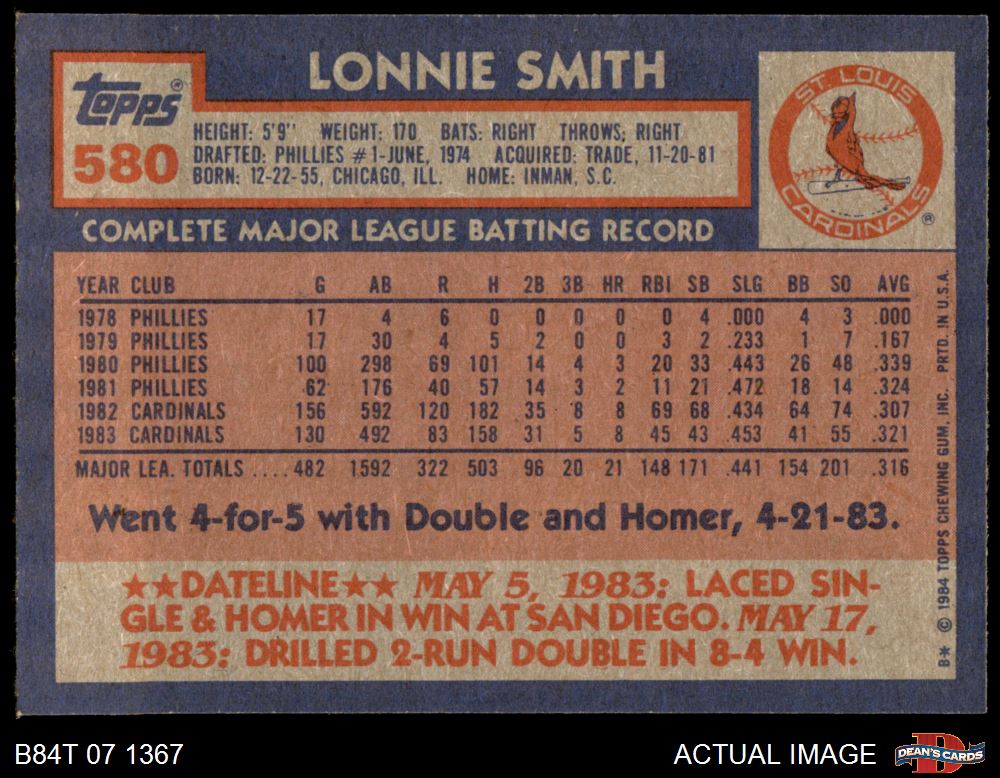 LONNIE SMITH
Topps®
580
HEIGHT: 5'9" WEIGHT: 170 BATS: RIGHT THROWS: RIGHT
DRAFTED: PHILLIES #1-JUNE, 1974 ACQUIRED: TRADE, 11-20-81
BORN: 12-22-55, CHICAGO, ILL. HOME: INMAN, S.C.
ST. LOUIS
CARDINALS
®
COMPLETE MAJOR LEAGUE BATTING RECORD
YEAR CLUB G AB R H 2B 3B HR RBI SB SLG BB SO AVG
1978 PHILLIES 17 4 6 0 0 0 0 0 4 .000 4 3 .000
1979 PHILLIES 17 30 4 5 2 0 0 3 2 .233 1 7 .167
1980 PHILLIES 100 298 69 101 14 4 3 20 33 .443 26 48 .339
1981 PHILLIES 62 176 40 57 14 3 2 11 21 .472 18 14 .324
1982 CARDINALS 156 592 120 182 35 8 8 69 68 .434 64 74 .307
1983 CARDINALS 130 492 83 158 31 5 8 45 43 .453 41 55 .321
MAJOR LEA. TOTALS ....482 1592 322 503 96 20 21 148 171 .441 154 201 .316
Went 4-for-5 with Double and Homer, 4-21-83.
★★DATELINE★★ MAY 5, 1983: LACED SIN-
GLE & HOMER IN WIN AT SAN DIEGO. MAY 17,
1983: DRILLED 2-RUN DOUBLE IN 8-4 WIN.
B* © 1984 TOPPS CHEWING GUM, INC. PRTD. IN U.S.A.
B84T 07 1367
ACTUAL IMAGE
DEAN'S CARDS